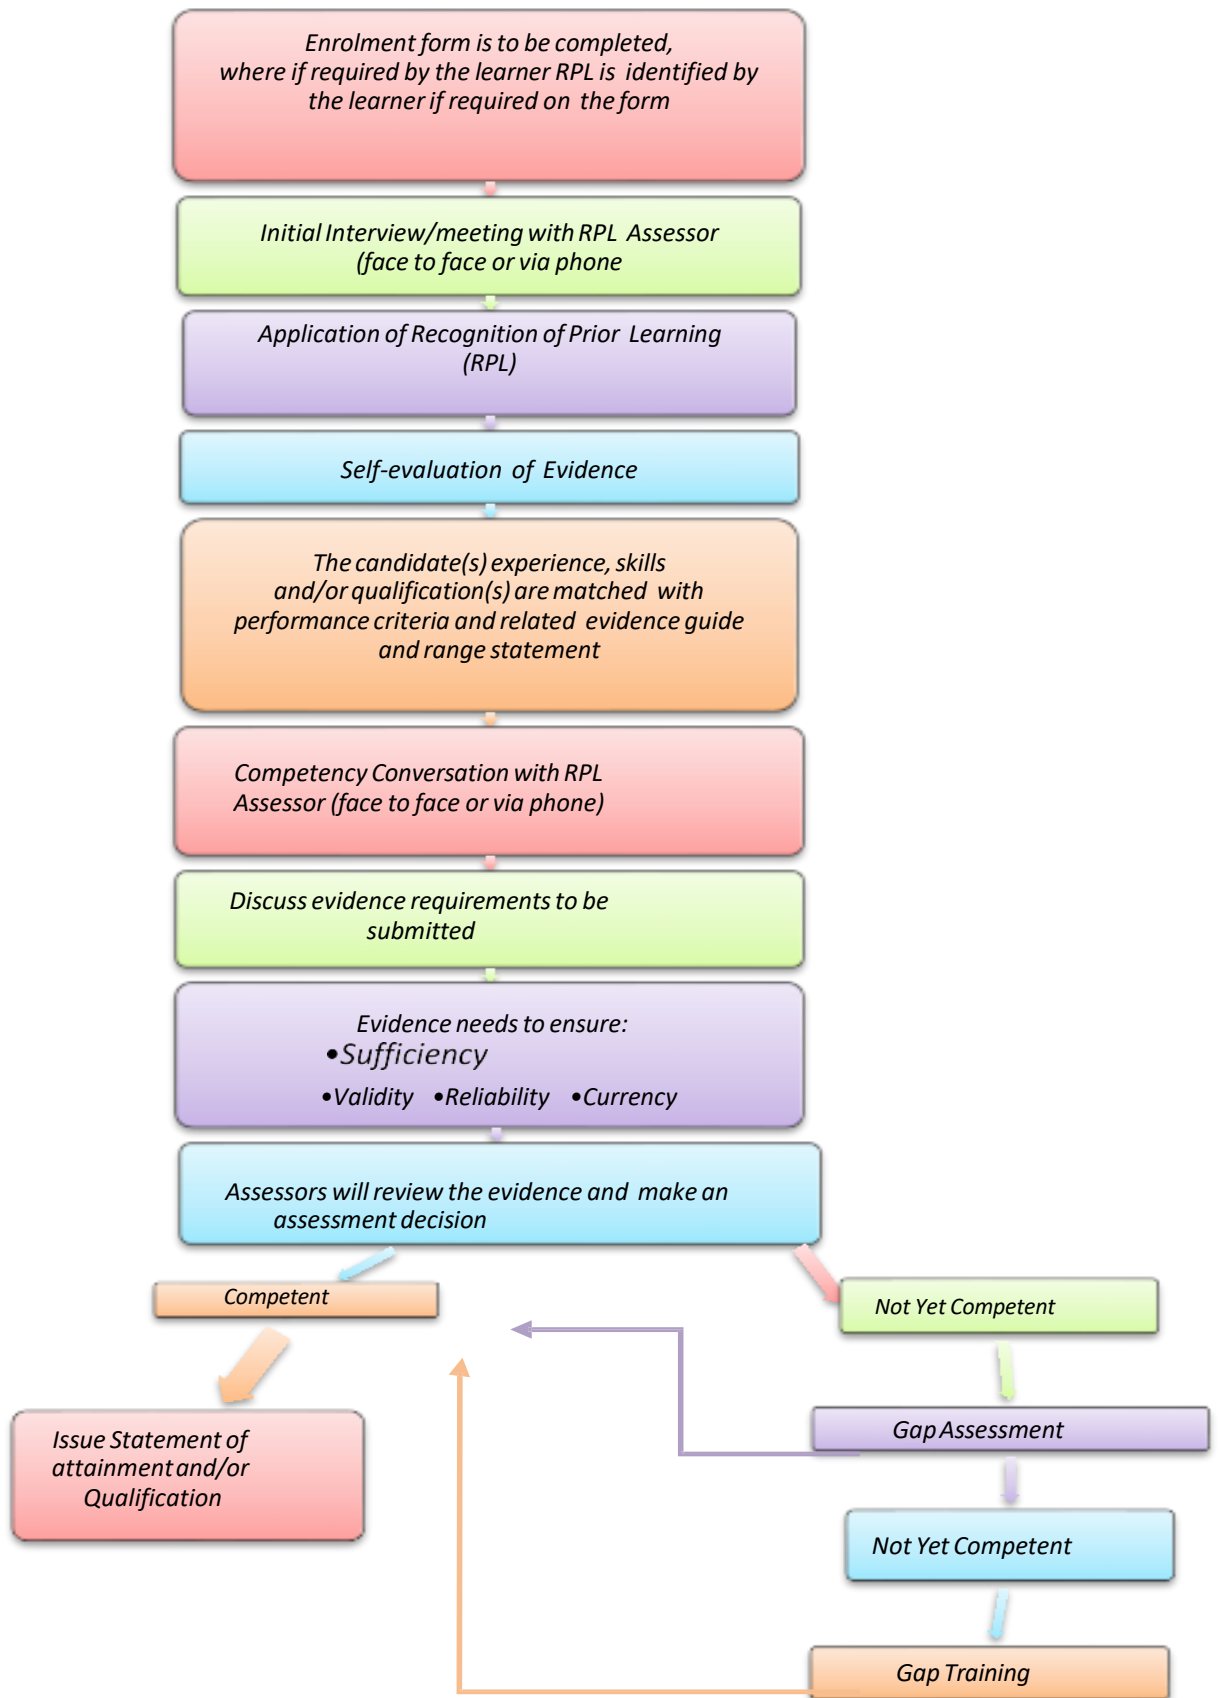 Enrolment form is to be completed,
where if required by the learner RPL is identified by
the learner if required on the form
Initial Interview/meeting with RPL Assessor
(face to face or via phone
Application of Recognition of Prior Learning
(RPL)
Self-evaluation of Evidence
The candidate(s) experience, skills
and/or qualification(s) are matched with
performance criteria and related evidence guide
and range statement
Competency Conversation with RPL
Assessor (face to face or via phone)
Discuss evidence requirements to be
submitted
Evidence needs to ensure:
•Sufficiency
•Validity •Reliability •Currency
Assessors will review the evidence and make an
assessment decision
Competent
Not Yet Competent
Issue Statement of
attainment and/or
Qualification
Gap Assessment
Not Yet Competent
Gap Training